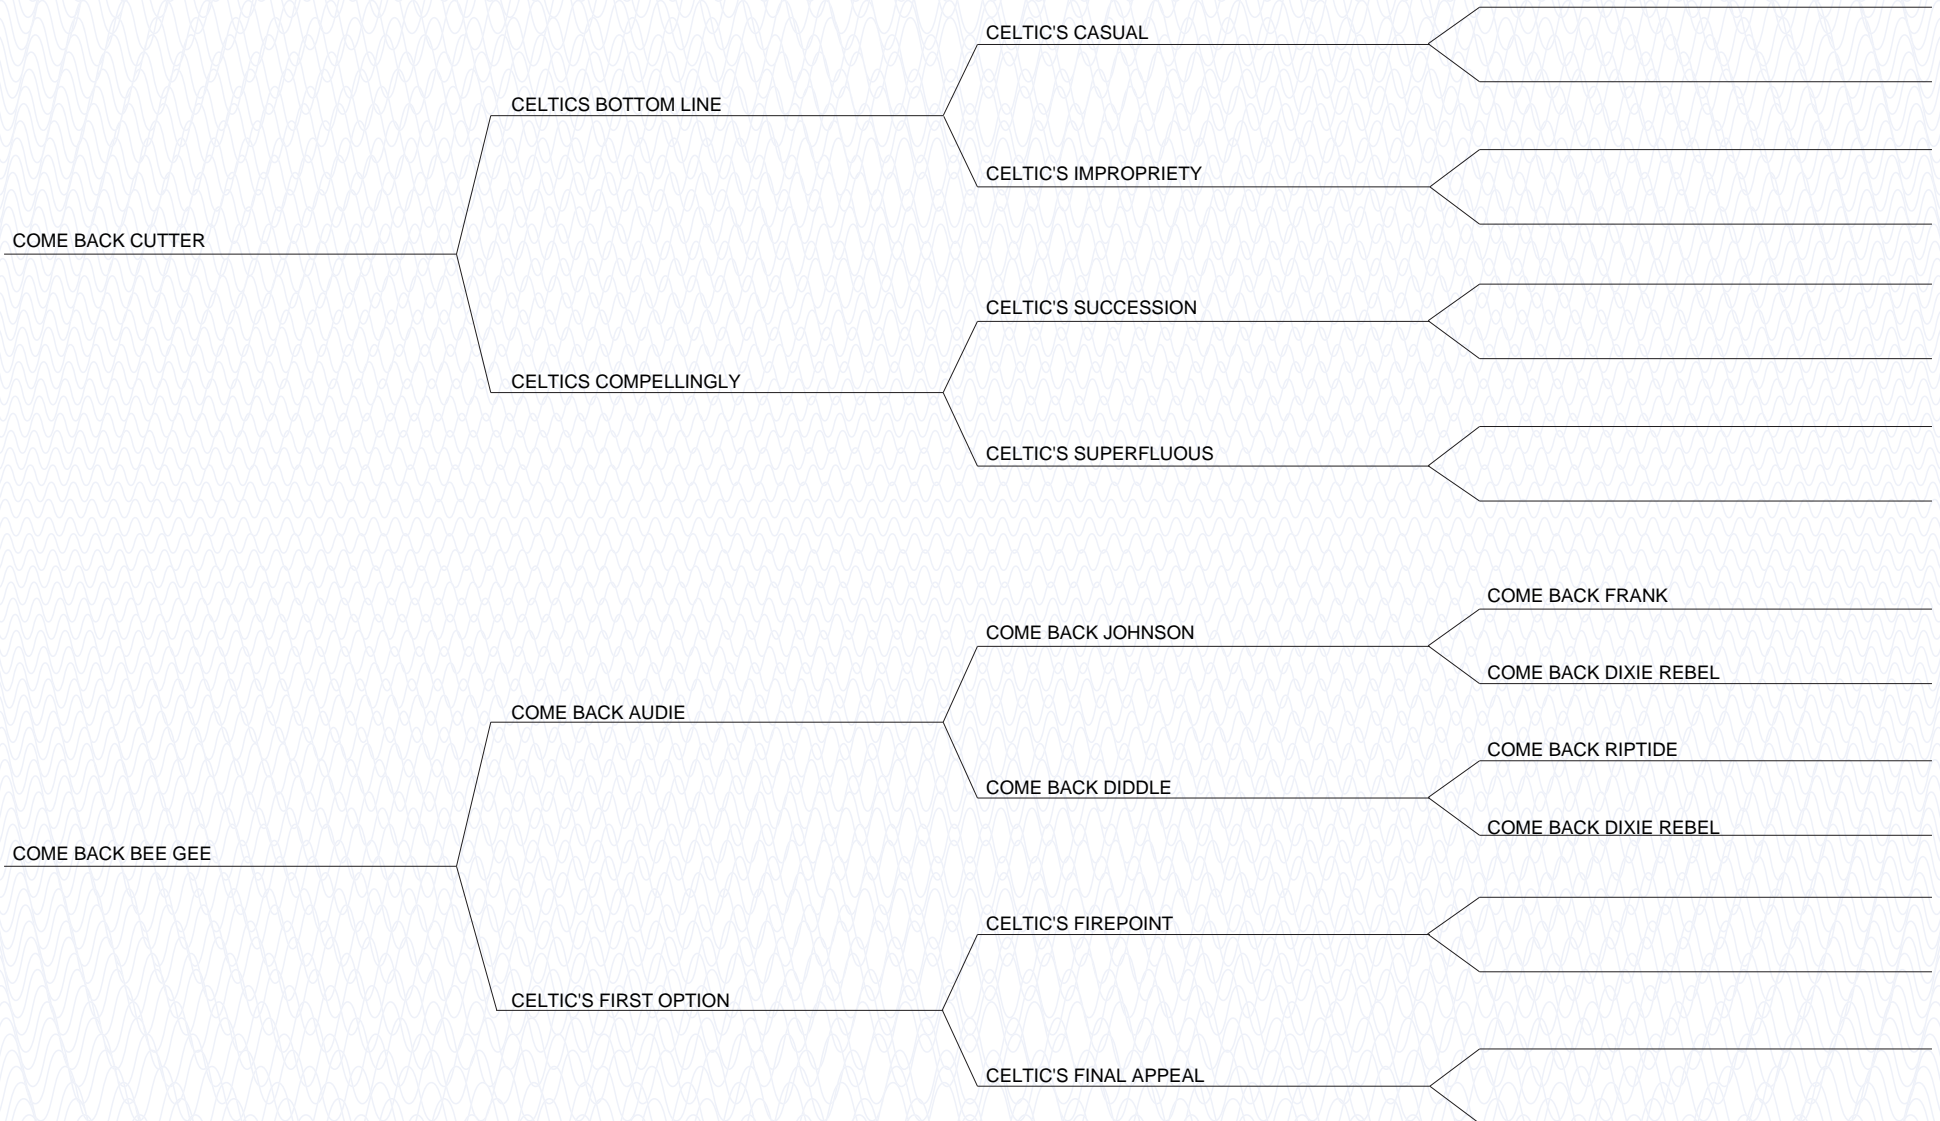 CELTIC'S CASUAL
CELTICS BOTTOM LINE
CELTIC'S IMPROPRIETY
COME BACK CUTTER
CELTIC'S SUCCESSION
CELTICS COMPELLINGLY
CELTIC'S SUPERFLUOUS
COME BACK FRANK
COME BACK JOHNSON
COME BACK DIXIE REBEL
COME BACK AUDIE
COME BACK RIPTIDE
COME BACK DIDDLE
COME BACK DIXIE REBEL
COME BACK BEE GEE
CELTIC'S FIREPOINT
CELTIC'S FIRST OPTION
CELTIC'S FINAL APPEAL